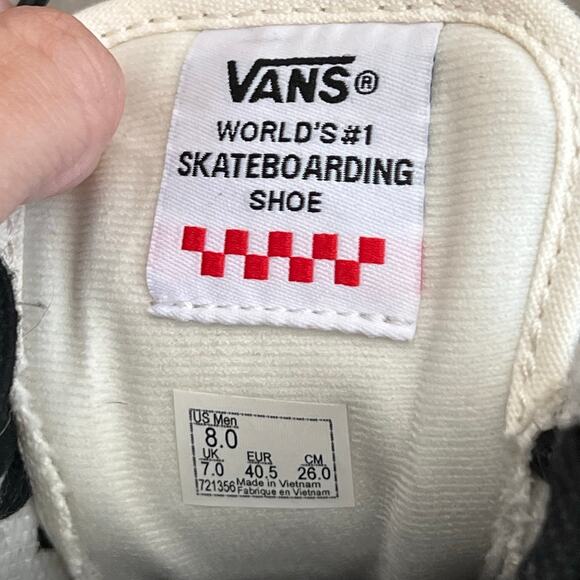 VANS®
WORLD'S #1
SKATEBOARDING
SHOE
US Men
8.0
UK EUR CM
7.0 40.5 26.0
721356 Made in Vietnam
Fabrique en Vietnam